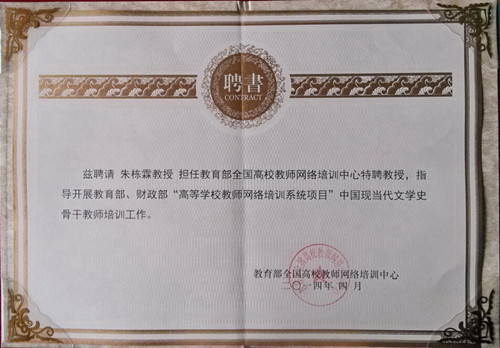 聘書
CONTRACT
兹聘请 朱栋霖教授 担任教育部全国高校教师网络培训中心特聘教授，指
导开展教育部、财政部“高等学校教师网络培训系统项目”中国现当代文学史
骨干教师培训工作。
教育部全国高校教师网络培训中心
二〇一四年 四 月